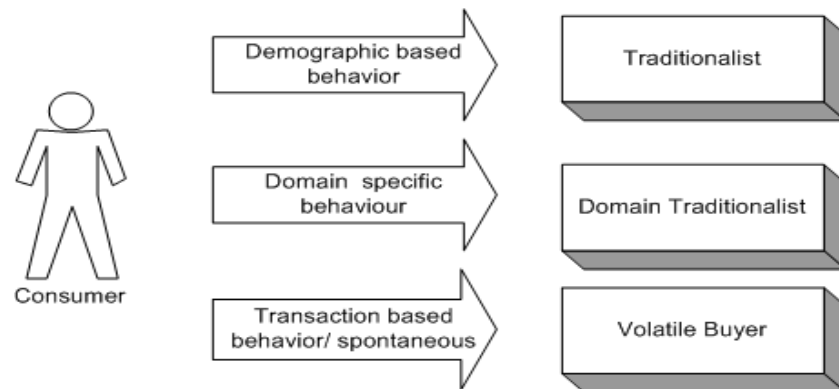 Demographic based
behavior
Traditionalist
Domain specific
behaviour
Domain Traditionalist
Consumer
Transaction based
behavior/ spontaneous
Volatile Buyer